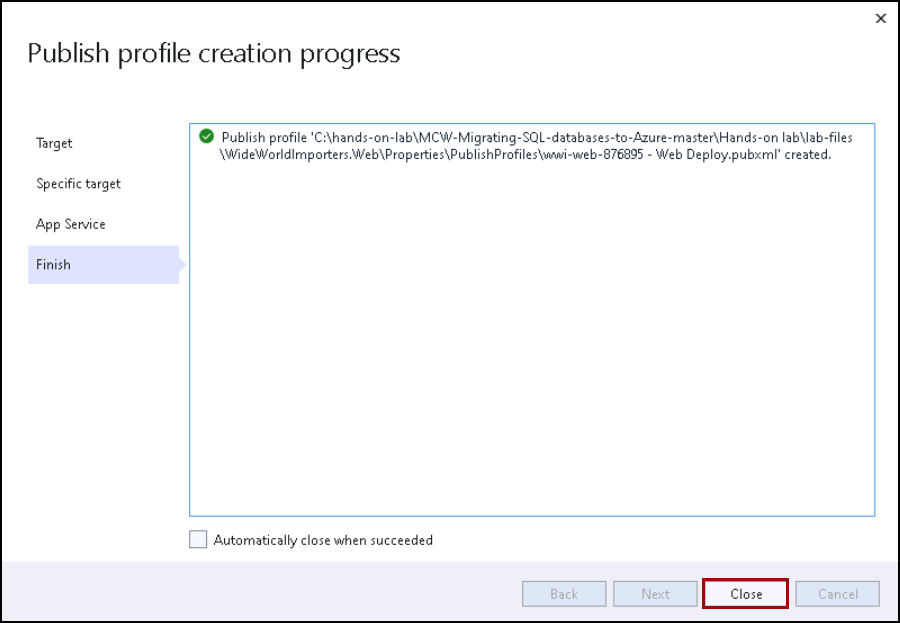 Publish profile creation progress
Target
Specific target
App Service
Finish
Publish profile 'C:\hands-on-lab\MCW-Migrating-SQL-databases-to-Azure-master\Hands-on lab\lab-files
\WideWorldImporters.Web\Properties\PublishProfiles\wwi-web-876895 - Web Deploy.pubxml' created.
Automatically close when succeeded
Back
Next
Close
Cancel